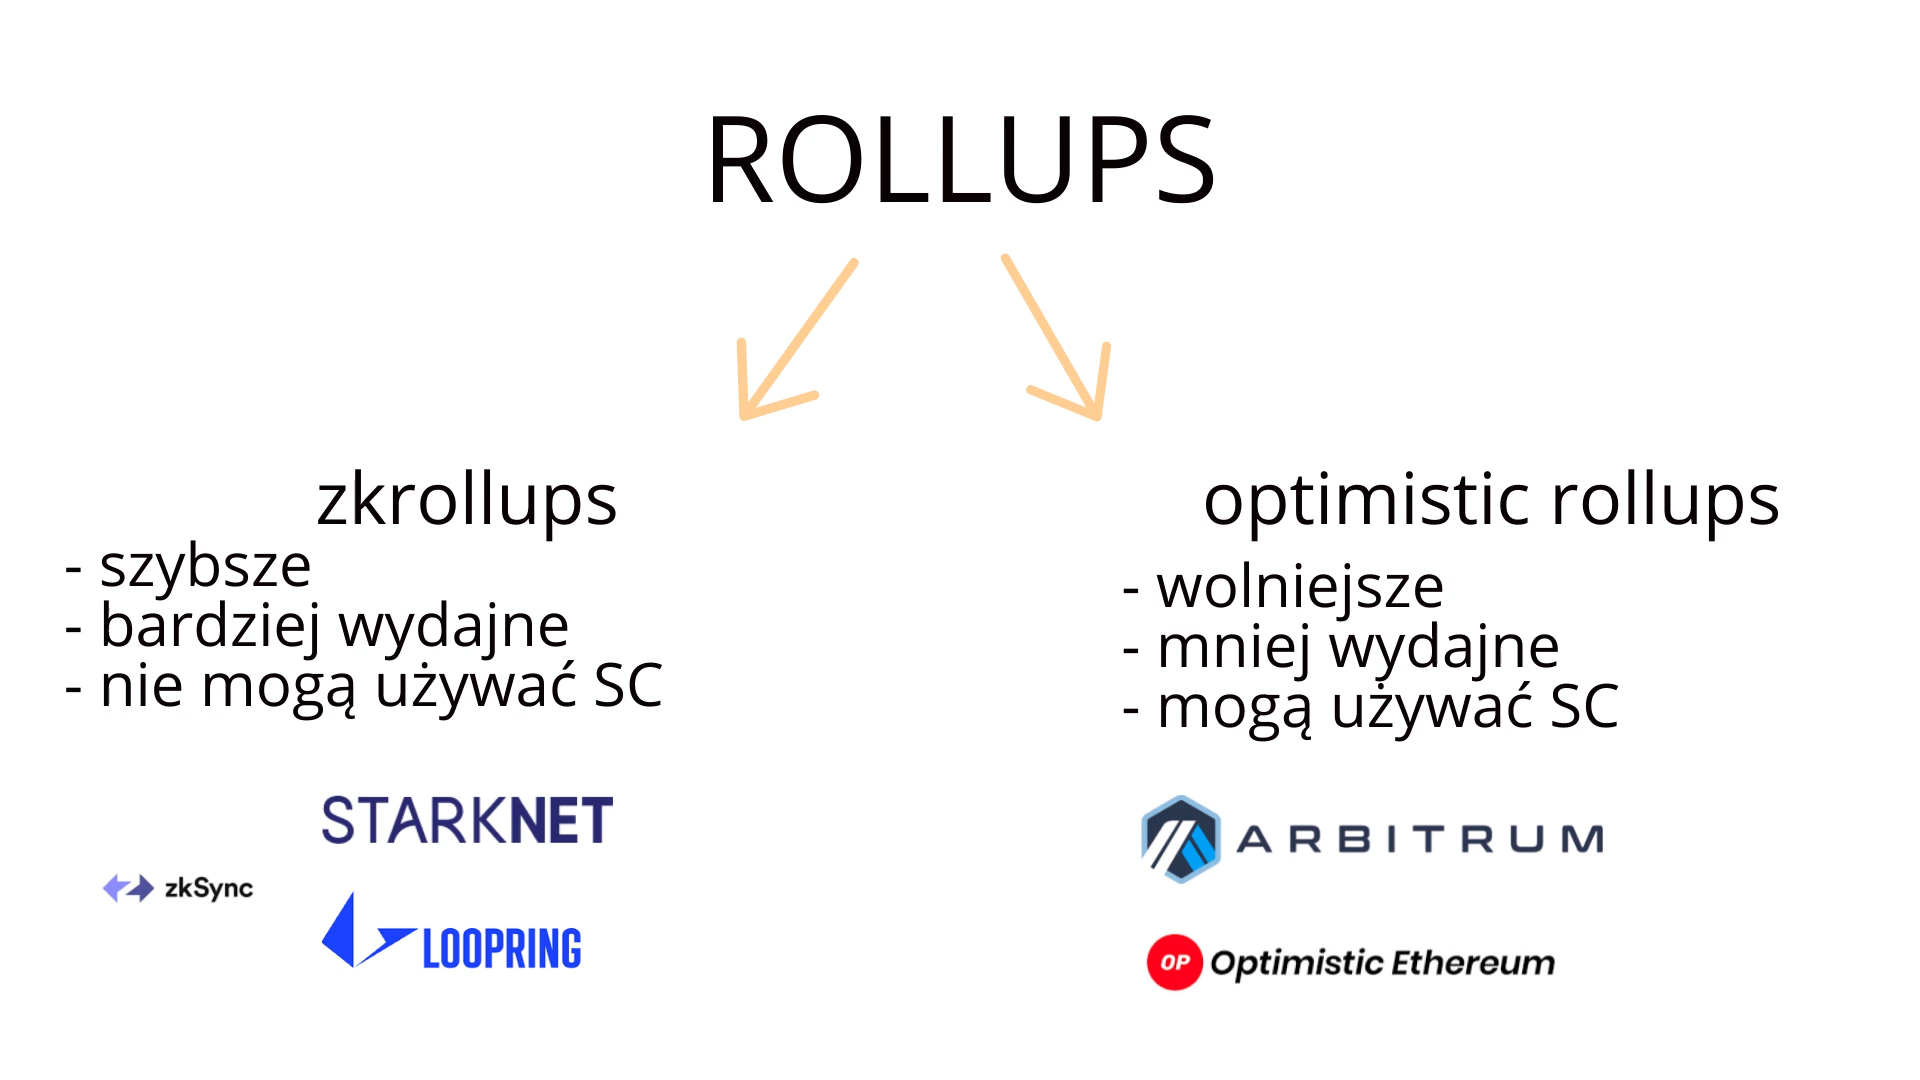 ROLLUPS
zkrollups
- szybsze
- bardziej wydajne
- nie mogą używać SC
STARKNET
zkSync
LOOPRING
optimistic rollups
- wolniejsze
- mniej wydajne
- mogą używać SC
ARBITRUM
OP Optimistic Ethereum